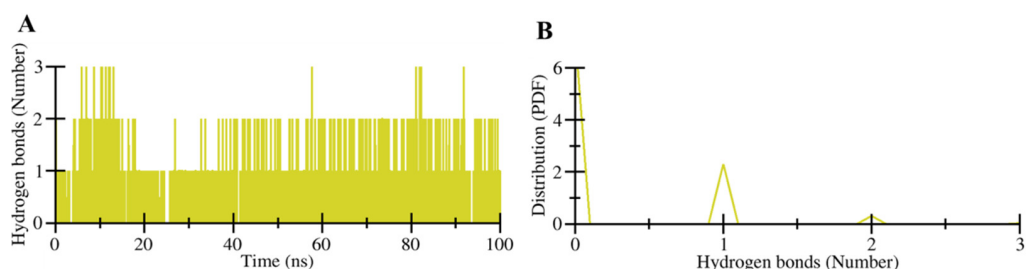 A
Hydrogen bonds (Number)
3
2
1
0
0 20 40 60 80 100
Time (ns)
B
Distribution (PDF)
6
4
2
0
0 1 2 3
Hydrogen bonds (Number)